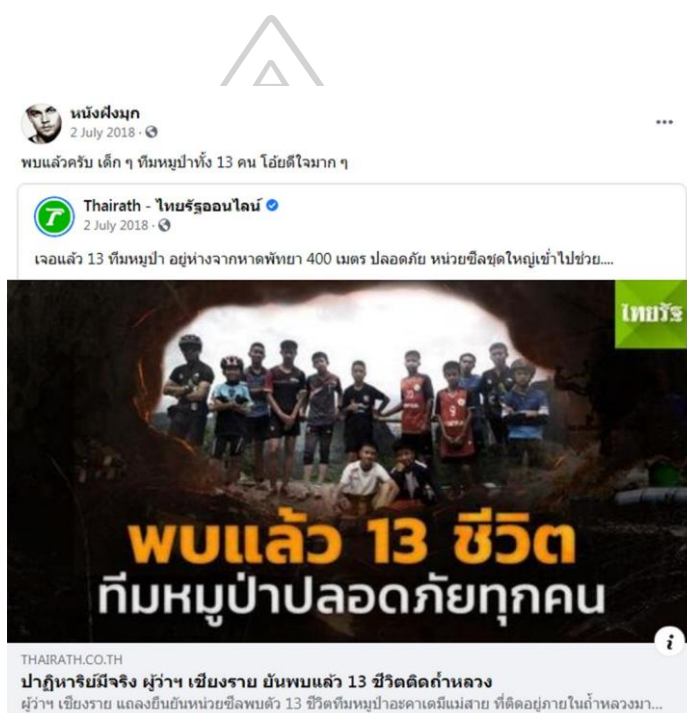 หนังฝังมุก
2 July 2018 ·
พบแล้วครับ เด็ก ๆ ทีมหมูป่าทั้ง 13 คน โอ้ยดีใจมาก ๆ
Thairath - ไทยรัฐออนไลน์
2 July 2018 ·
เจอแล้ว 13 ทีมหมูป่า อยู่ห่างจากหาดพัทยา 400 เมตร ปลอดภัย หน่วยซีลชุดใหญ่เข้าไปช่วย....
ไทยรัฐ
พบแล้ว 13 ชีวิต
ทีมหมูป่าปลอดภัยทุกคน
THAIRATH.CO.TH
ปาฏิหาริย์มีจริง ผู้ว่าฯ เชียงราย ยันพบแล้ว 13 ชีวิตติดถ้ำหลวง
ผู้ว่าฯ เชียงราย แถลงยืนยันหน่วยซีลพบตัว 13 ชีวิตทีมหมูป่าอะคาเดมีแม่สาย ที่ติดอยู่ภายในถ้ำหลวงมา...